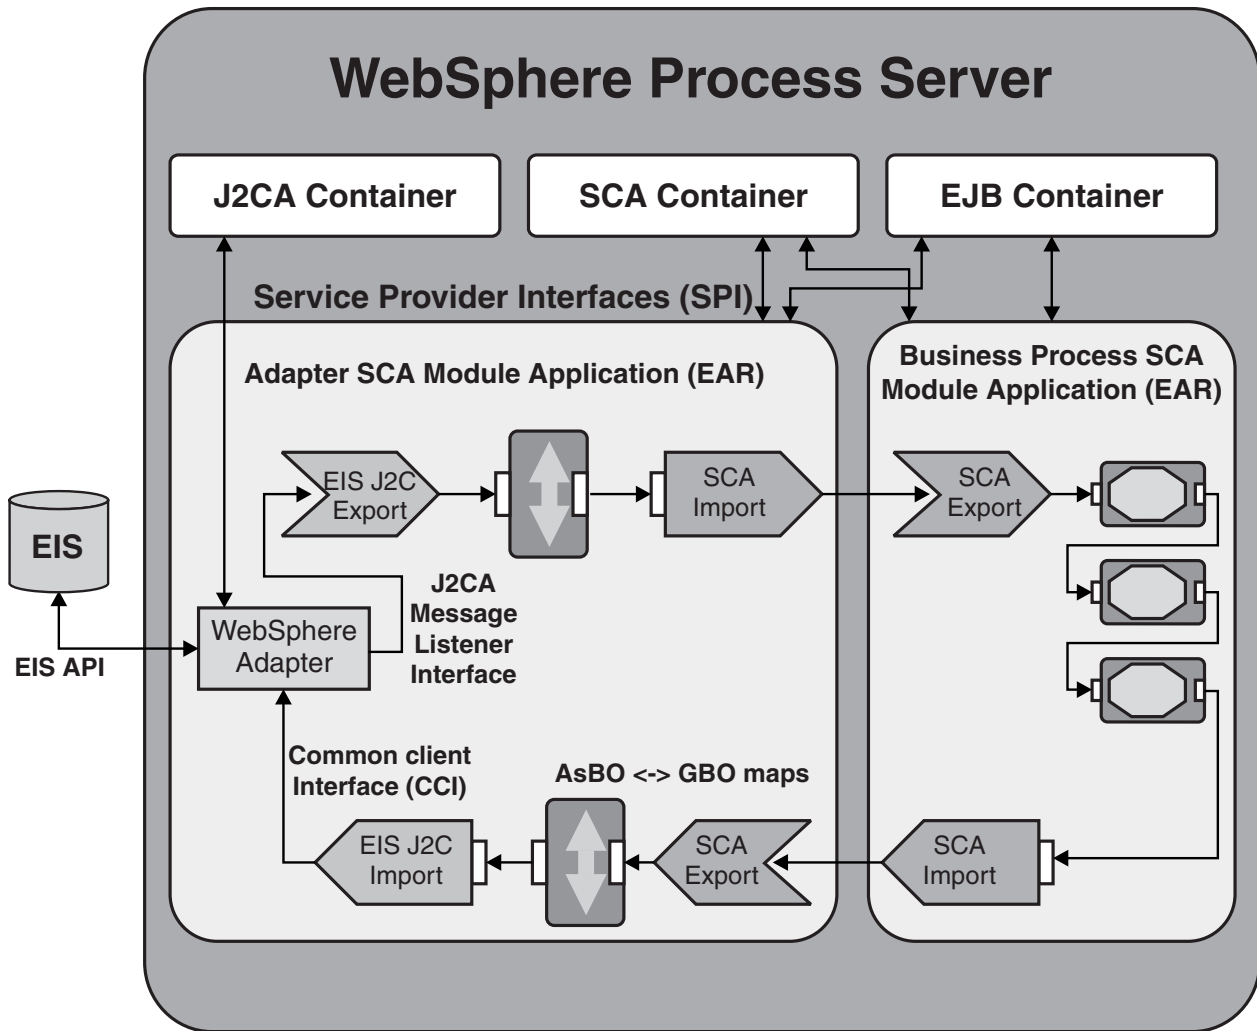 WebSphere Process Server
J2CA Container
SCA Container
EJB Container
Service Provider Interfaces (SPI)
Adapter SCA Module Application (EAR)
Business Process SCA
Module Application (EAR)
EIS J2C
Export
SCA
Import
SCA
Export
EIS
EIS API
WebSphere
Adapter
J2CA
Message
Listener
Interface
Common client
Interface (CCI)
AsBO <-> GBO maps
EIS J2C
Import
SCA
Export
SCA
Import